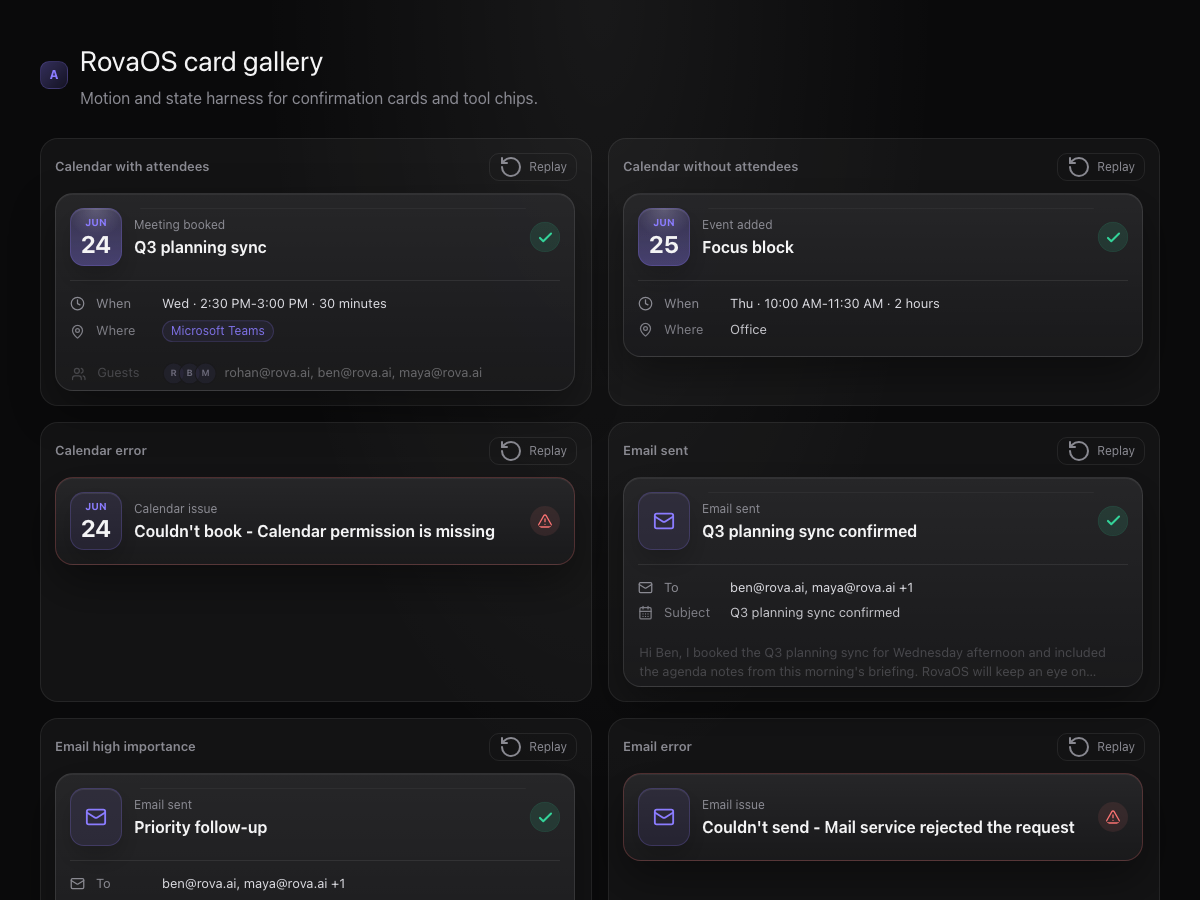 A
RovaOS card gallery
Motion and state harness for confirmation cards and tool chips.
Calendar with attendees
Replay
JUN
24
Meeting booked
Q3 planning sync
When
Wed · 2:30 PM-3:00 PM · 30 minutes
Where
Microsoft Teams
Guests
R B M
rohan@rova.ai, ben@rova.ai, maya@rova.ai
Calendar without attendees
Replay
JUN
25
Event added
Focus block
When
Thu · 10:00 AM-11:30 AM · 2 hours
Where
Office
Calendar error
Replay
JUN
24
Calendar issue
Couldn't book - Calendar permission is missing
Email sent
Replay
Email sent
Q3 planning sync confirmed
To
ben@rova.ai, maya@rova.ai +1
Subject
Q3 planning sync confirmed
Hi Ben, I booked the Q3 planning sync for Wednesday afternoon and included
the agenda notes from this morning's briefing. RovaOS will keep an eye on...
Email high importance
Replay
Email sent
Priority follow-up
To
ben@rova.ai, maya@rova.ai +1
Email error
Replay
Email issue
Couldn't send - Mail service rejected the request